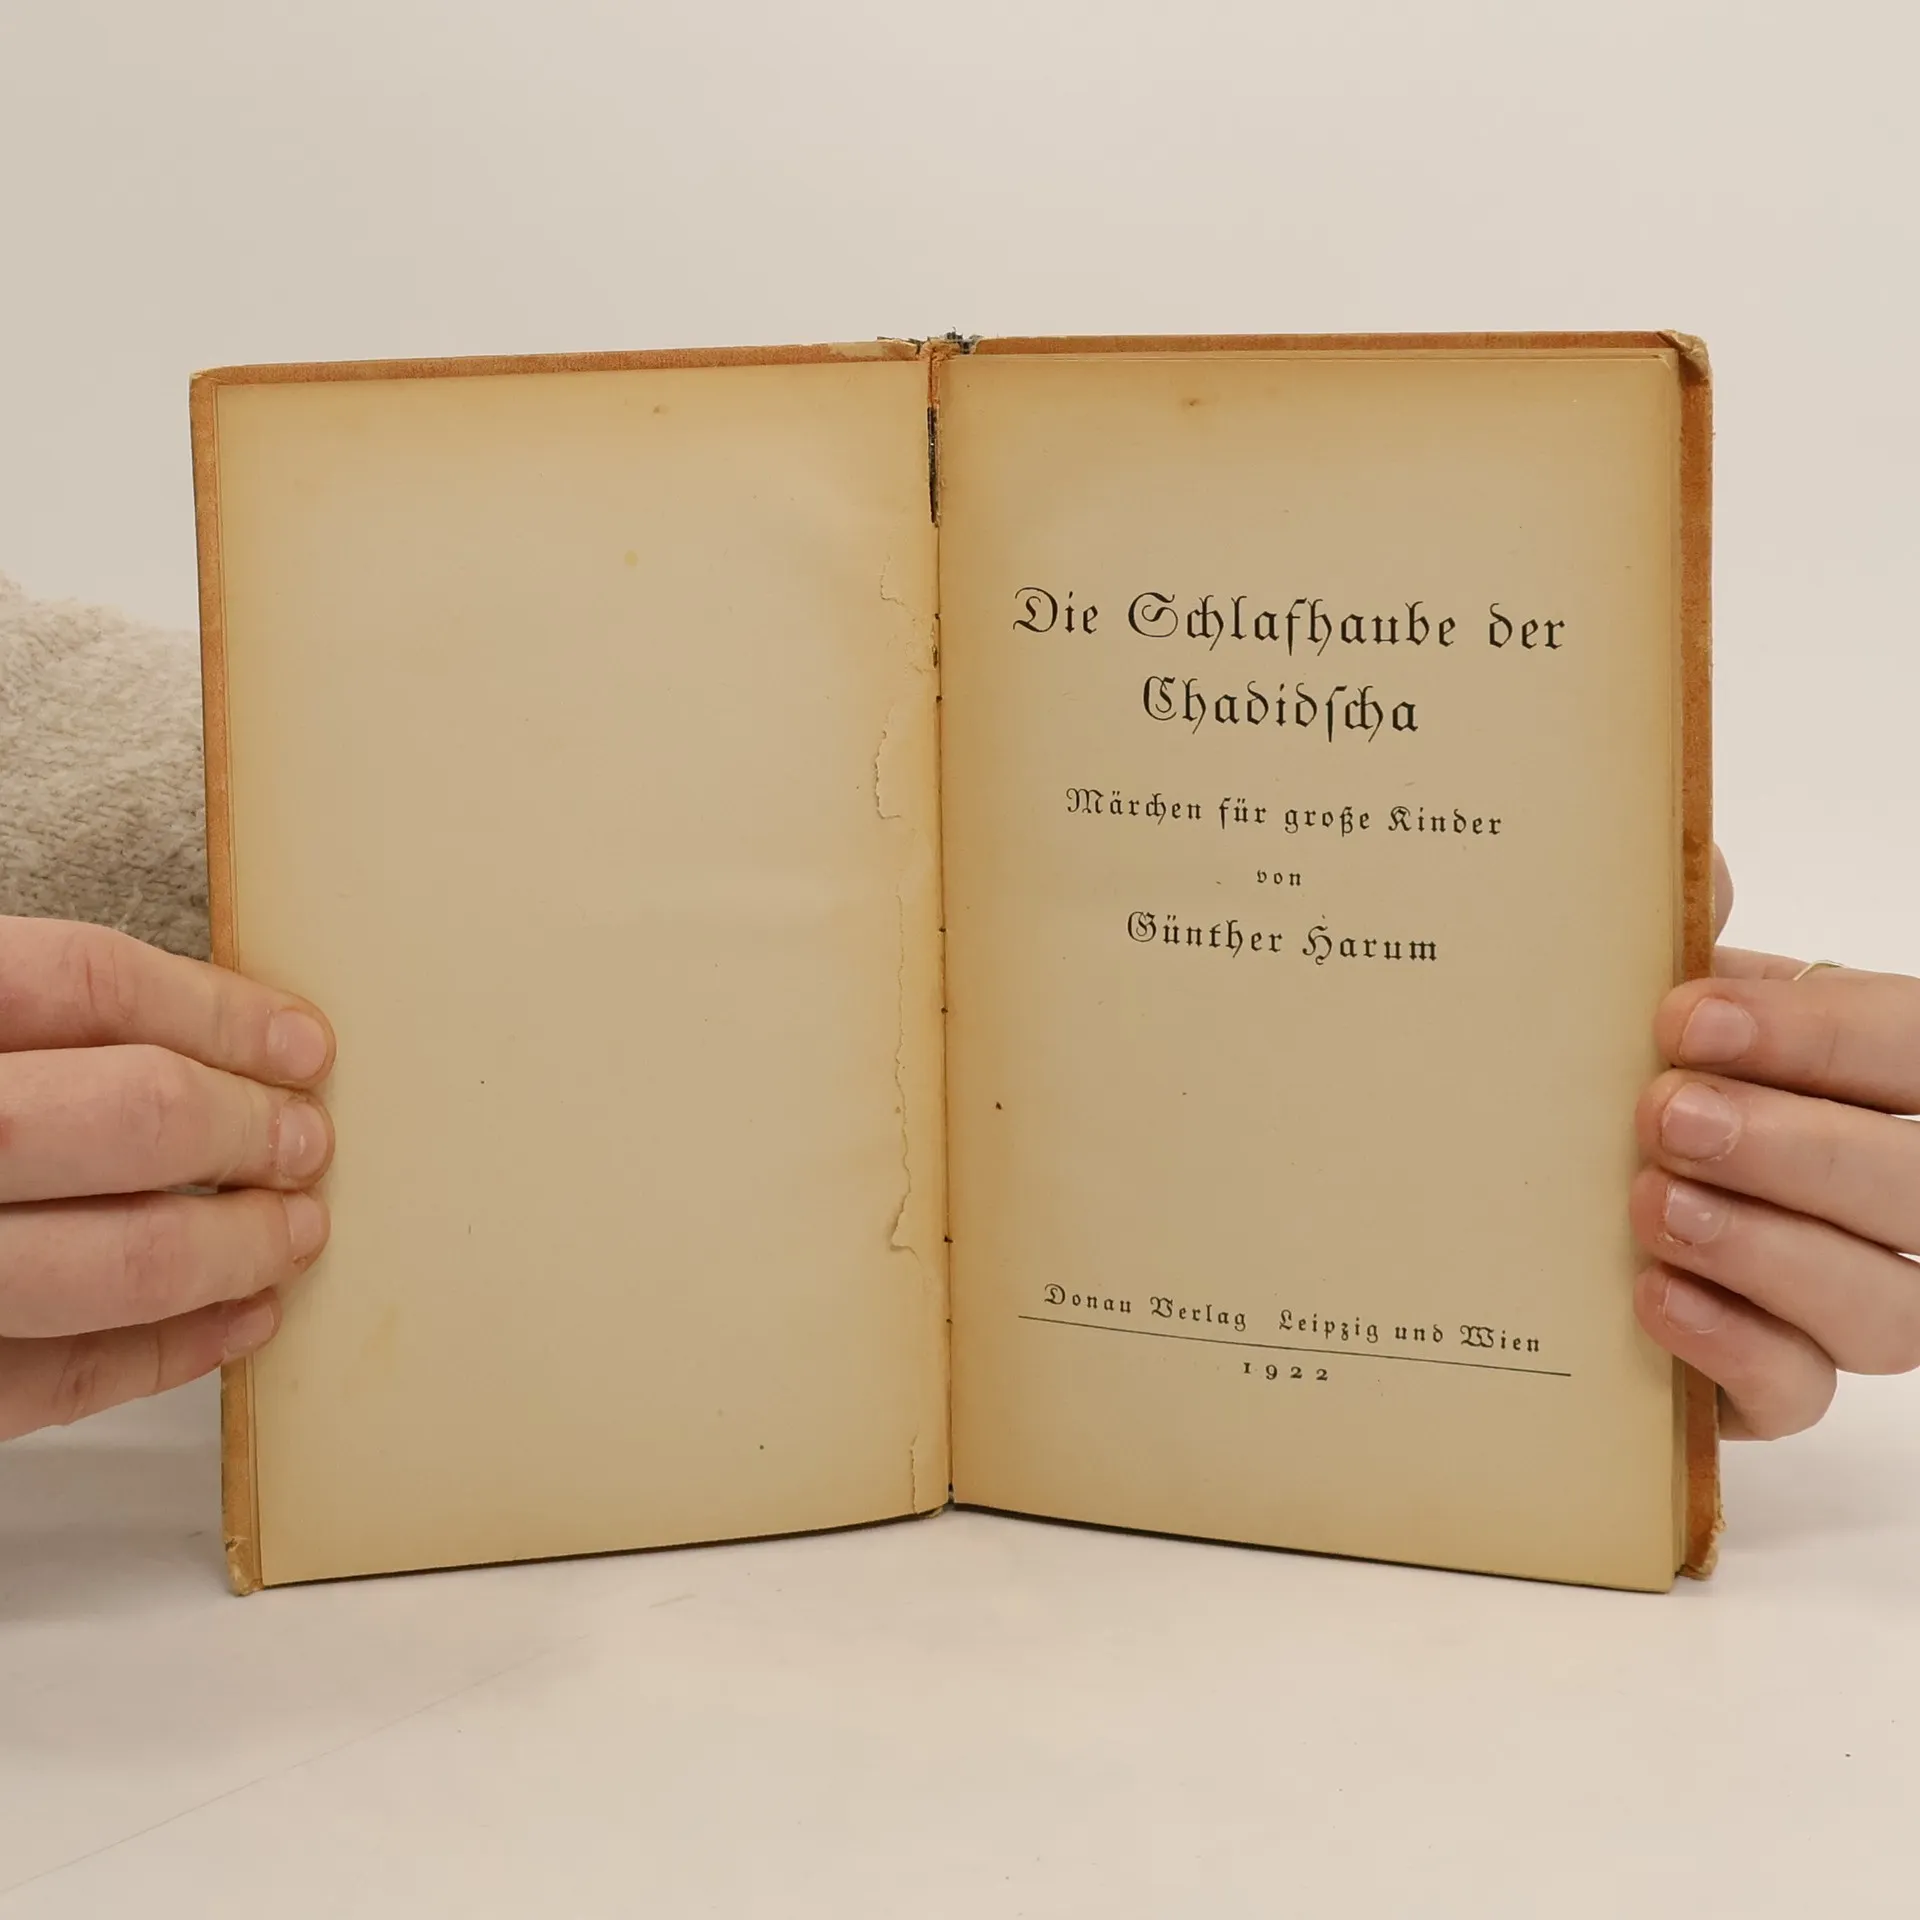 Die Schlafhaube der
Chadidscha
Märchen für große Kinder
von
Günther Harum
Donau Verlag Leipzig und Wien
1922